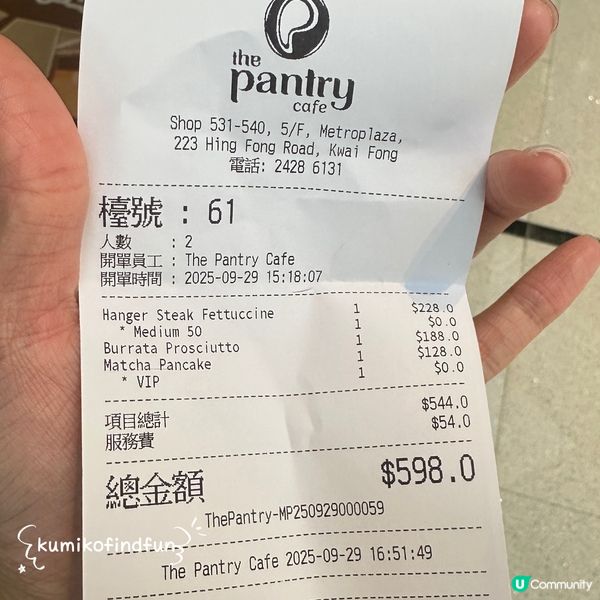 the
pantry
cafe
Shop 531-540, 5/F, Metroplaza,
223 Hing Fong Road, Kwai Fong
電話: 2428 6131
檯號 : 61
人數 : 2
開單員工 : The Pantry Cafe
開單時間 : 2025-09-29 15:18:07
Hanger Steak Fettuccine 1 $228.0
* Medium 50 1 $0.0
Burrata Prosciutto 1 $188.0
Matcha Pancake 1 $128.0
* VIP 1 $0.0
項目總計 $544.0
服務費 $54.0
總金額 $598.0
ThePantry-MP250929000059
kumikofindfun
The Pantry Cafe 2025-09-29 16:51:49
U Community